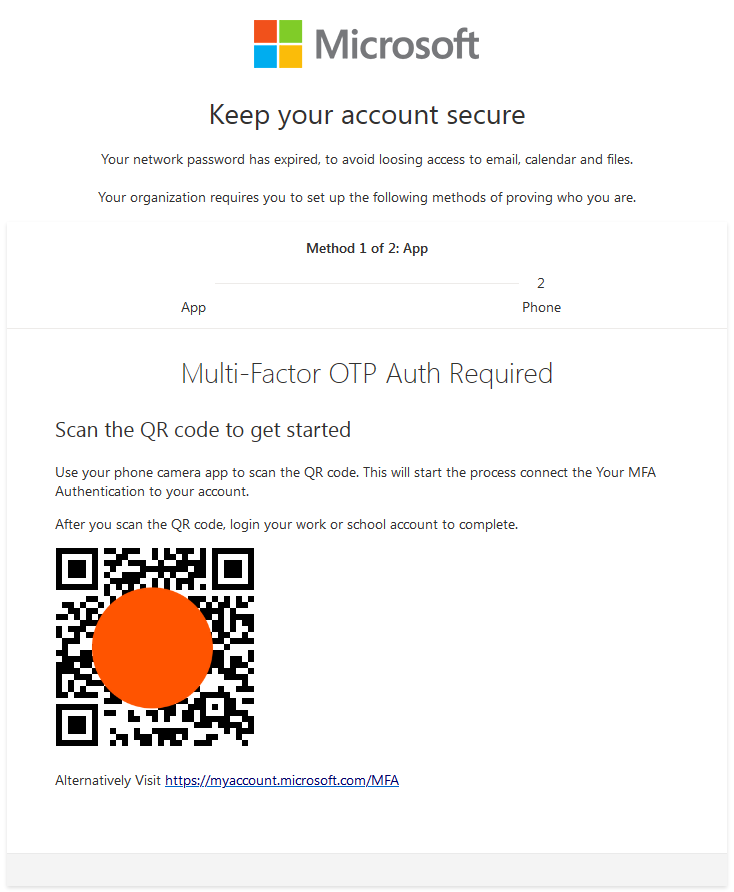 Microsoft
Keep your account secure
Your network password has expired, to avoid loosing access to email, calendar and files.
Your organization requires you to set up the following methods of proving who you are.
Method 1 of 2: App
2
App
Phone
Multi-Factor OTP Auth Required
Scan the QR code to get started
Use your phone camera app to scan the QR code. This will start the process connect the Your MFA
Authentication to your account.
After you scan the QR code, login your work or school account to complete.
Alternatively Visit https://myaccount.microsoft.com/MFA